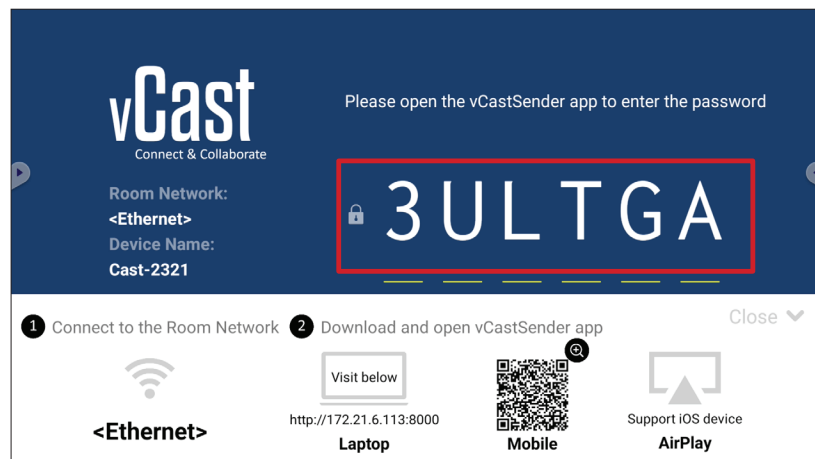 vCast
Connect & Collaborate
Please open the vCastSender app to enter the password
Room Network:
<Ethernet>
Device Name:
Cast-2321
3ULTGA
Close
1 Connect to the Room Network
2 Download and open vCastSender app
<Ethernet>
Visit below
http://172.21.6.113:8000
Laptop
Mobile
Support iOS device
AirPlay